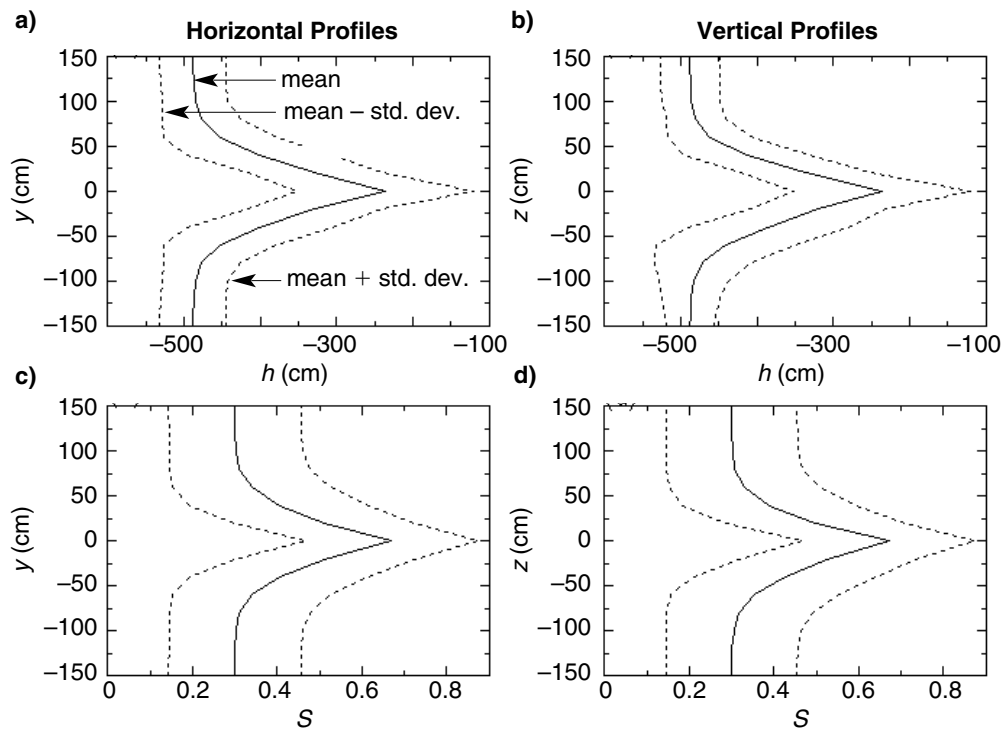 a) Horizontal Profiles
b) Vertical Profiles
150
100
50
0
–50
–100
–150
y (cm)
mean
mean – std. dev.
mean + std. dev.
–500 –300 –100
h (cm)
150
100
50
0
–50
–100
–150
z (cm)
–500 –300 –100
h (cm)
c)
150
100
50
0
–50
–100
–150
y (cm)
0 0.2 0.4 0.6 0.8
S
d)
150
100
50
0
–50
–100
–150
z (cm)
0 0.2 0.4 0.6 0.8
S